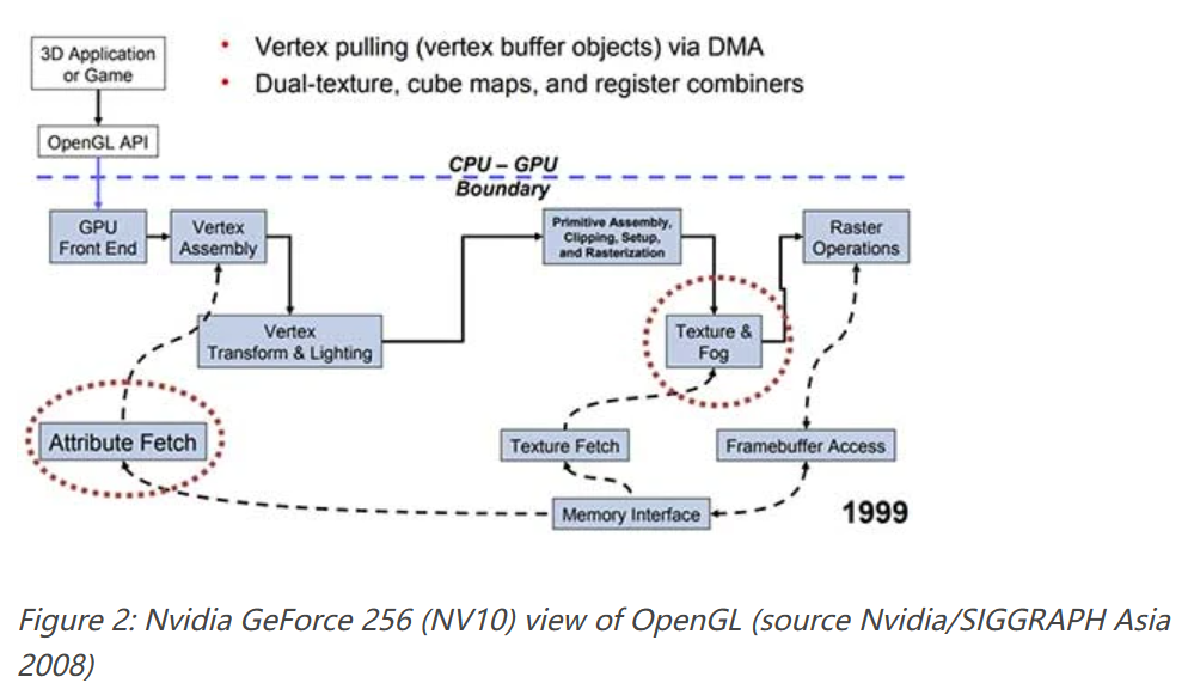 3D Application
or Game
• Vertex pulling (vertex buffer objects) via DMA
• Dual-texture, cube maps, and register combiners
OpenGL API
CPU – GPU
Boundary
GPU
Front End
Vertex
Assembly
Primitive Assembly,
Clipping, Setup,
and Rasterization
Raster
Operations
Vertex
Transform & Lighting
Texture &
Fog
Attribute Fetch
Texture Fetch
Framebuffer Access
Memory Interface
1999
Figure 2: Nvidia GeForce 256 (NV10) view of OpenGL (source Nvidia/SIGGRAPH Asia
2008)